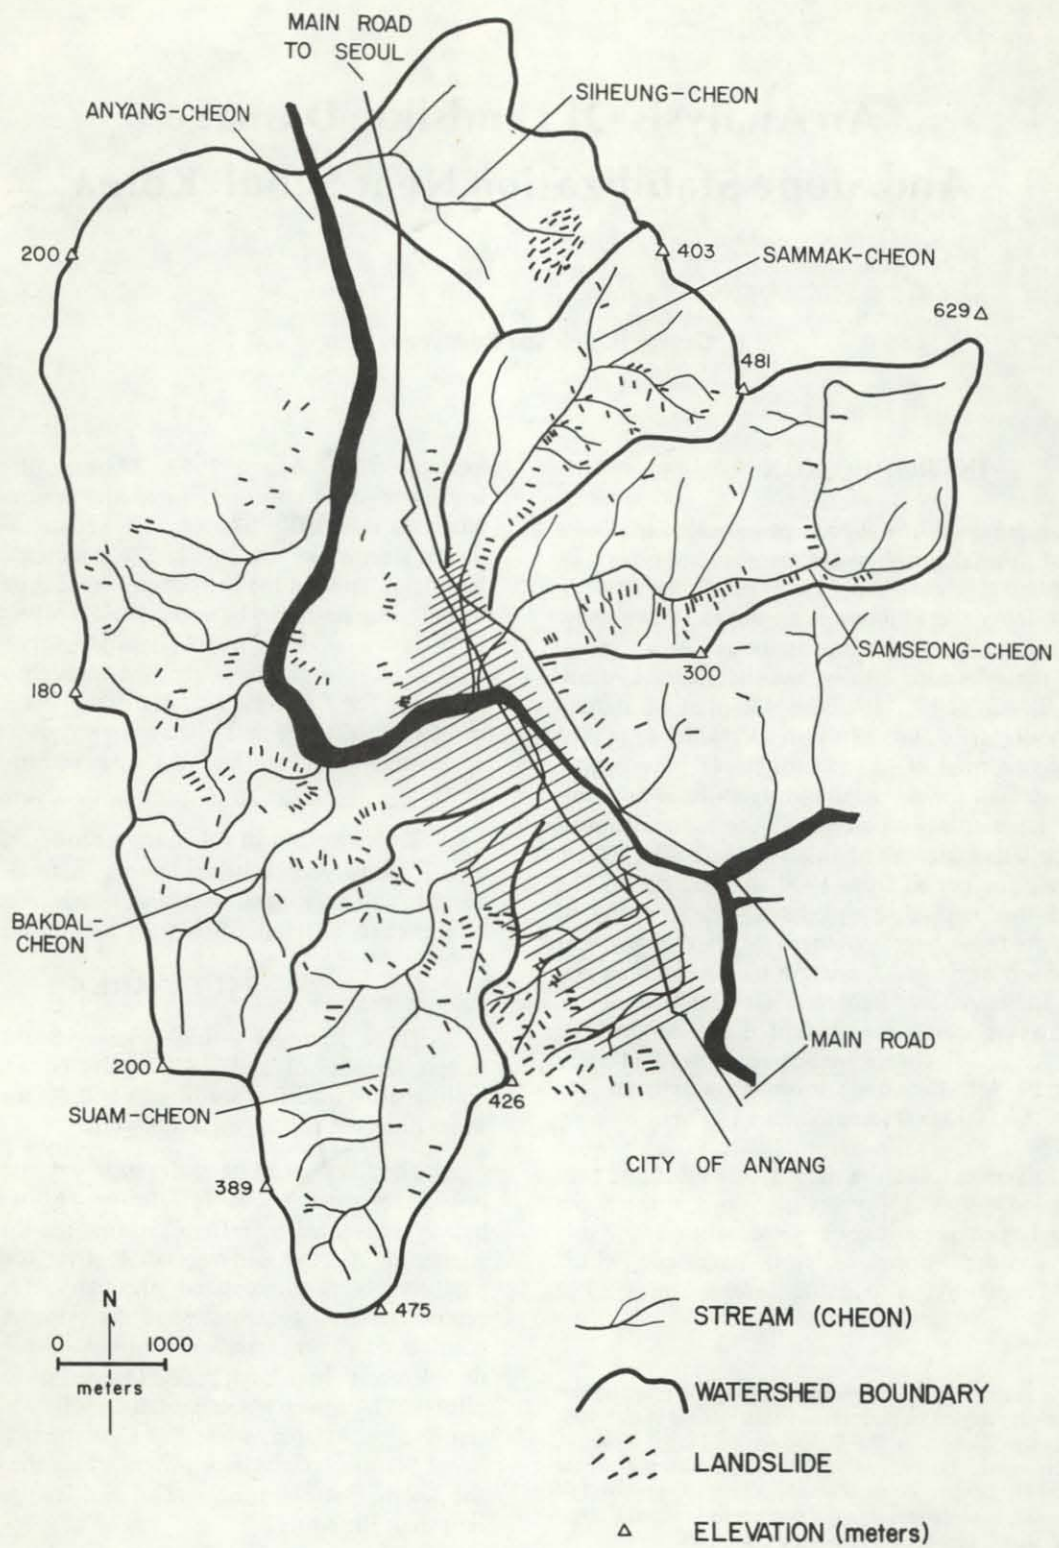 MAIN ROAD
TO SEOUL
SIHEUNG-CHEON
ANYANG-CHEON
200
403
SAMMAK-CHEON
629
481
SAMSEONG-CHEON
300
180
BAKDAL-
CHEON
MAIN ROAD
200
SUAM-CHEON
426
CITY OF ANYANG
389
475
N
0 1000
meters
STREAM (CHEON)
WATERSHED BOUNDARY
LANDSLIDE
ELEVATION (meters)